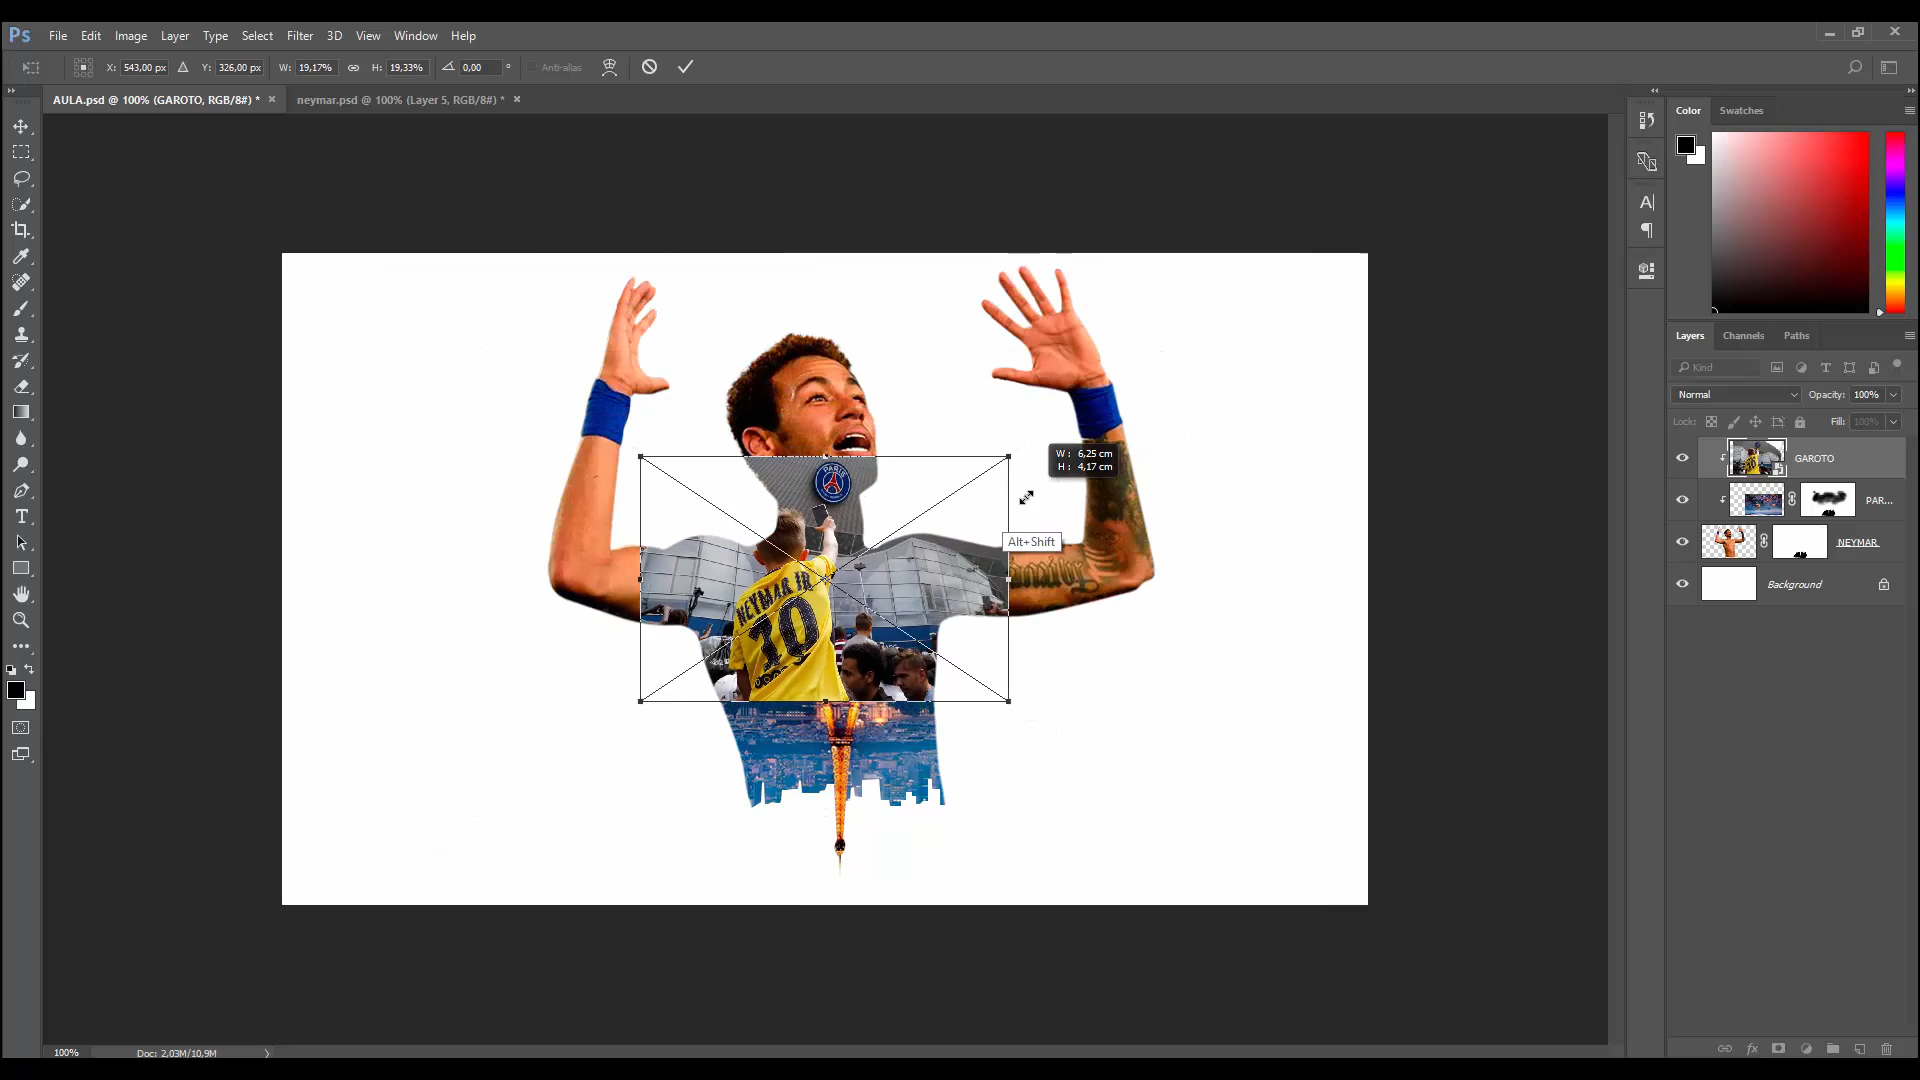 Ps File Edit Image Layer Type Select Filter 3D View Window Help
X: 543,00 px Y: 326,00 px W: 19,17% H: 19,33% 0,00 ° Anti-alias
AULA.psd @ 100% (GAROTO, RGB/8#) * × neymar.psd @ 100% (Layer 5, RGB/8#) * ×
Color Swatches
PARIS
W : 6,25 cm
H : 4,17 cm
Alt+Shift
NEYMAR JR
10
Layers Channels Paths
Kind
Normal Opacity: 100%
Lock: Fill: 100%
GAROTO
PAR...
NEYMAR
Background
100% Doc: 2,03M/10,9M